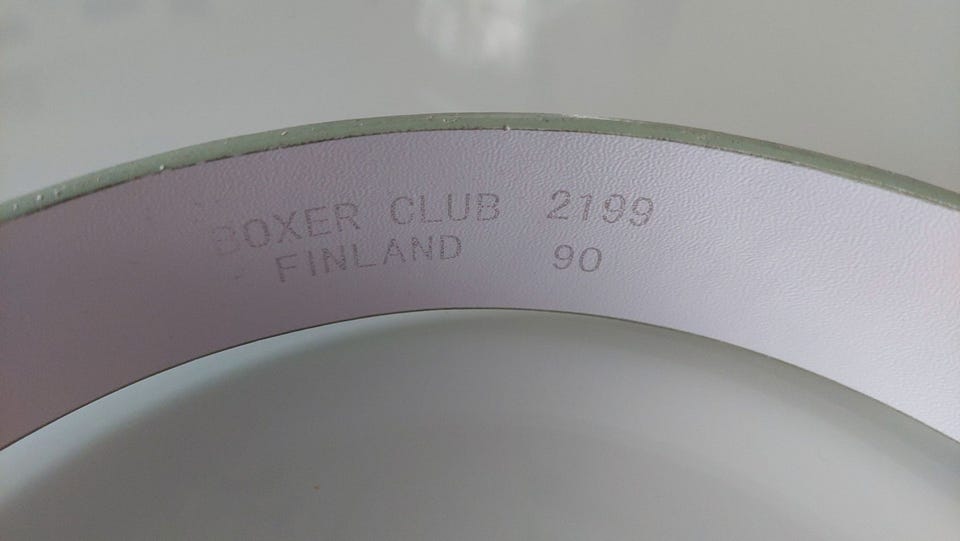 BOXER CLUB 2199
FINLAND 90